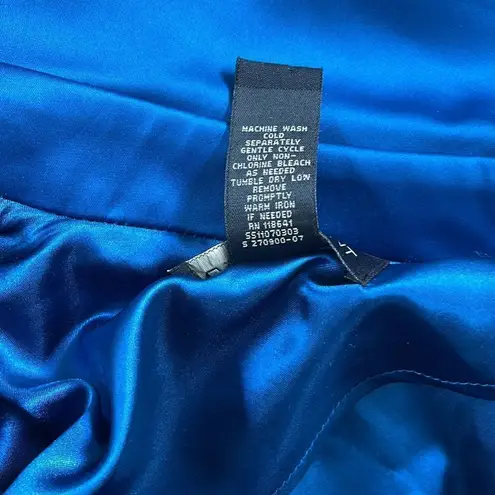 MACHINE WASH
COLD
SEPARATELY
GENTLE CYCLE
ONLY NON-
CHLORINE BLEACH
AS NEEDED
TUMBLE DRY LOW
REMOVE
PROMPTLY
WARM IRON
IF NEEDED
RN 118641
SS11070303
S 270900-07